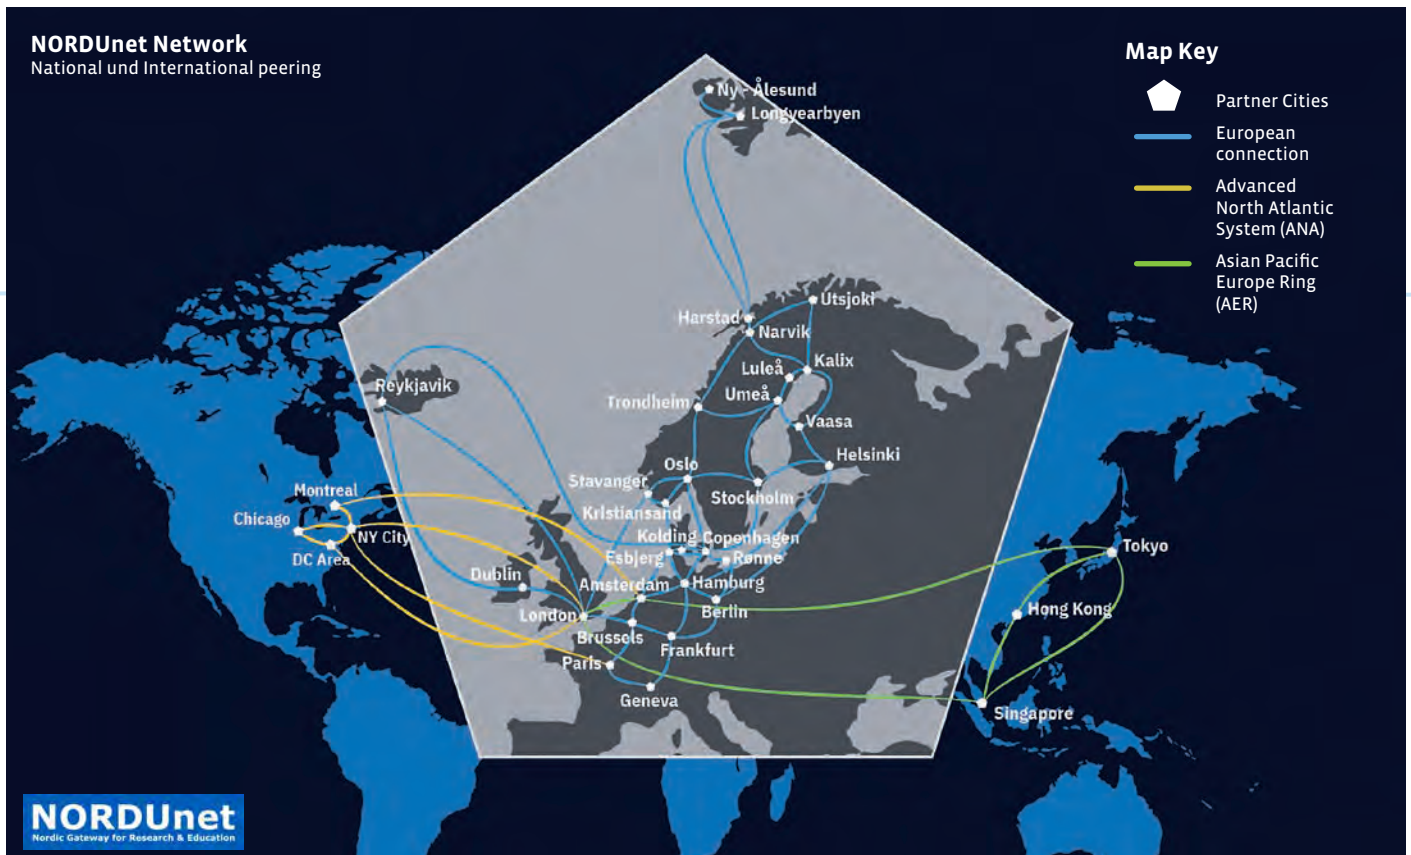 NORDUnet Network
National und International peering
Map Key
Partner Cities
European
connection
Advanced
North Atlantic
System (ANA)
Asian Pacific
Europe Ring
(AER)
Ny - Ålesund
Longyearbyen
Utsjoki
Harstad
Narvik
Kalix
Luleå
Umeå
Reykjavik
Trondheim
Vaasa
Helsinki
Oslo
Stavanger
Stockholm
Kristiansand
Montreal
Chicago
NY City
DC Area
Kolding
Copenhagen
Esbjerg
Rønne
Tokyo
Dublin
Amsterdam
Hamburg
Berlin
Hong Kong
London
Brussels
Frankfurt
Paris
Geneva
Singapore
NORDUnet
Nordic Gateway for Research & Education